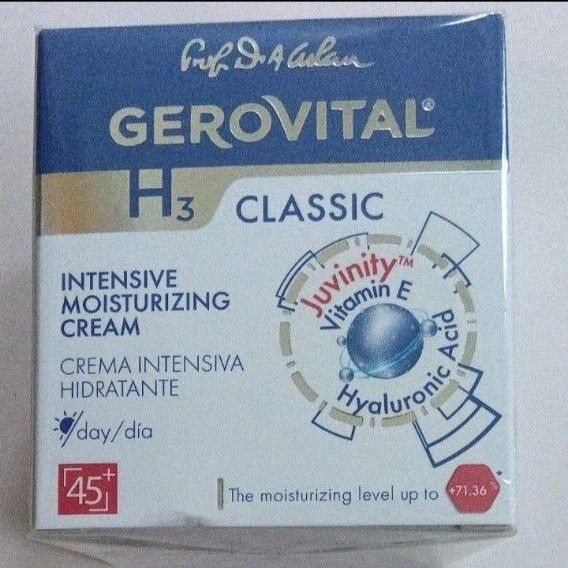 Prof. Dr. A. Aslan
GEROVITAL®
H3 CLASSIC
INTENSIVE
MOISTURIZING
CREAM
CREMA INTENSIVA
HIDRATANTE
day/día
45+
Juvinity™
Vitamin E
Hyaluronic Acid
The moisturizing level up to +71.36 %*